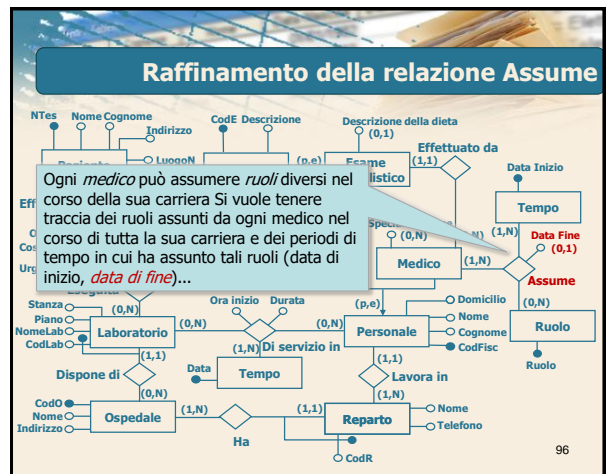 Raffinamento della relazione Assume
NTes Nome Cognome
Indirizzo
CodE Descrizione
Descrizione della dieta
(0,1)
Effettuato da
LuogoN
(p,e)
Esame
(1,1)
Data Inizio
Tempo
Ogni medico può assumere ruoli diversi nel
corso della sua carriera Si vuole tenere
traccia dei ruoli assunti da ogni medico nel
corso di tutta la sua carriera e dei periodi di
tempo in cui ha assunto tali ruoli (data di
inizio, data di fine)...
(0,N)
(1,N)
Data Fine
(0,1)
Medico
(1,N)
Assume
Stanza
(0,N)
Ora inizio Durata
(p,e)
Domicilio
(0,N)
Piano
NomeLab
CodLab
Laboratorio
(0,N)
(0,N)
Personale
Nome
Cognome
CodFisc
Ruolo
(1,1)
(1,N)
Di servizio in
(1,1)
Ruolo
Dispone di
Data
Tempo
Lavora in
(0,N)
(1,N)
CodO
Nome
Indirizzo
Ospedale
(1,N)
Ha
(1,1)
Reparto
Nome
Telefono
CodR
96